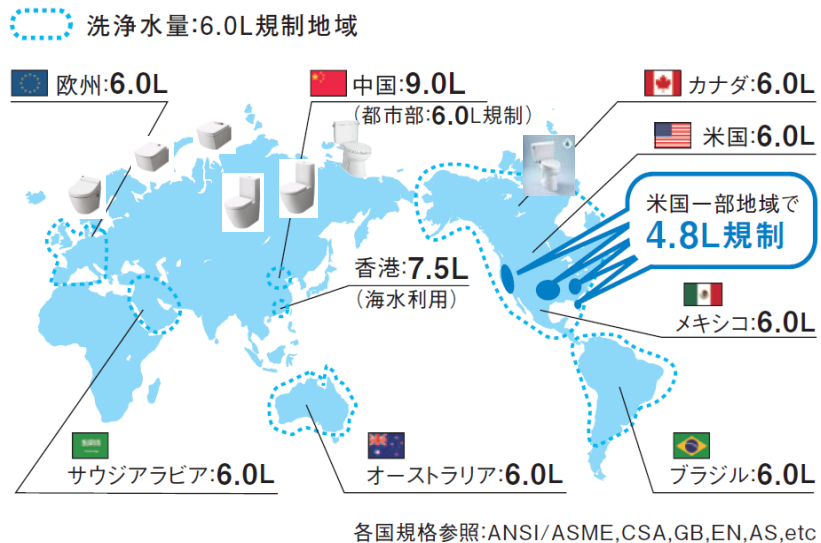 洗浄水量:6.0L規制地域
欧州:6.0L
中国:9.0L
(都市部:6.0L規制)
カナダ:6.0L
米国:6.0L
米国一部地域で
4.8L規制
香港:7.5L
(海水利用)
メキシコ:6.0L
サウジアラビア:6.0L
オーストラリア:6.0L
ブラジル:6.0L
各国規格参照:ANSI/ASME,CSA,GB,EN,AS,etc